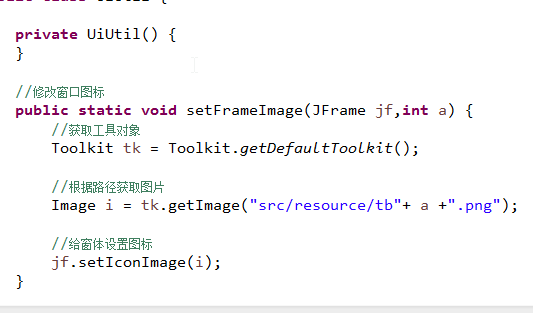 private UiUtil() {
}
//修改窗口图标
public static void setFrameImage(JFrame jf,int a) {
//获取工具对象
Toolkit tk = Toolkit.getDefaultToolkit();
//根据路径获取图片
Image i = tk.getImage("src/resource/tb"+ a +".png");
//给窗体设置图标
jf.setIconImage(i);
}